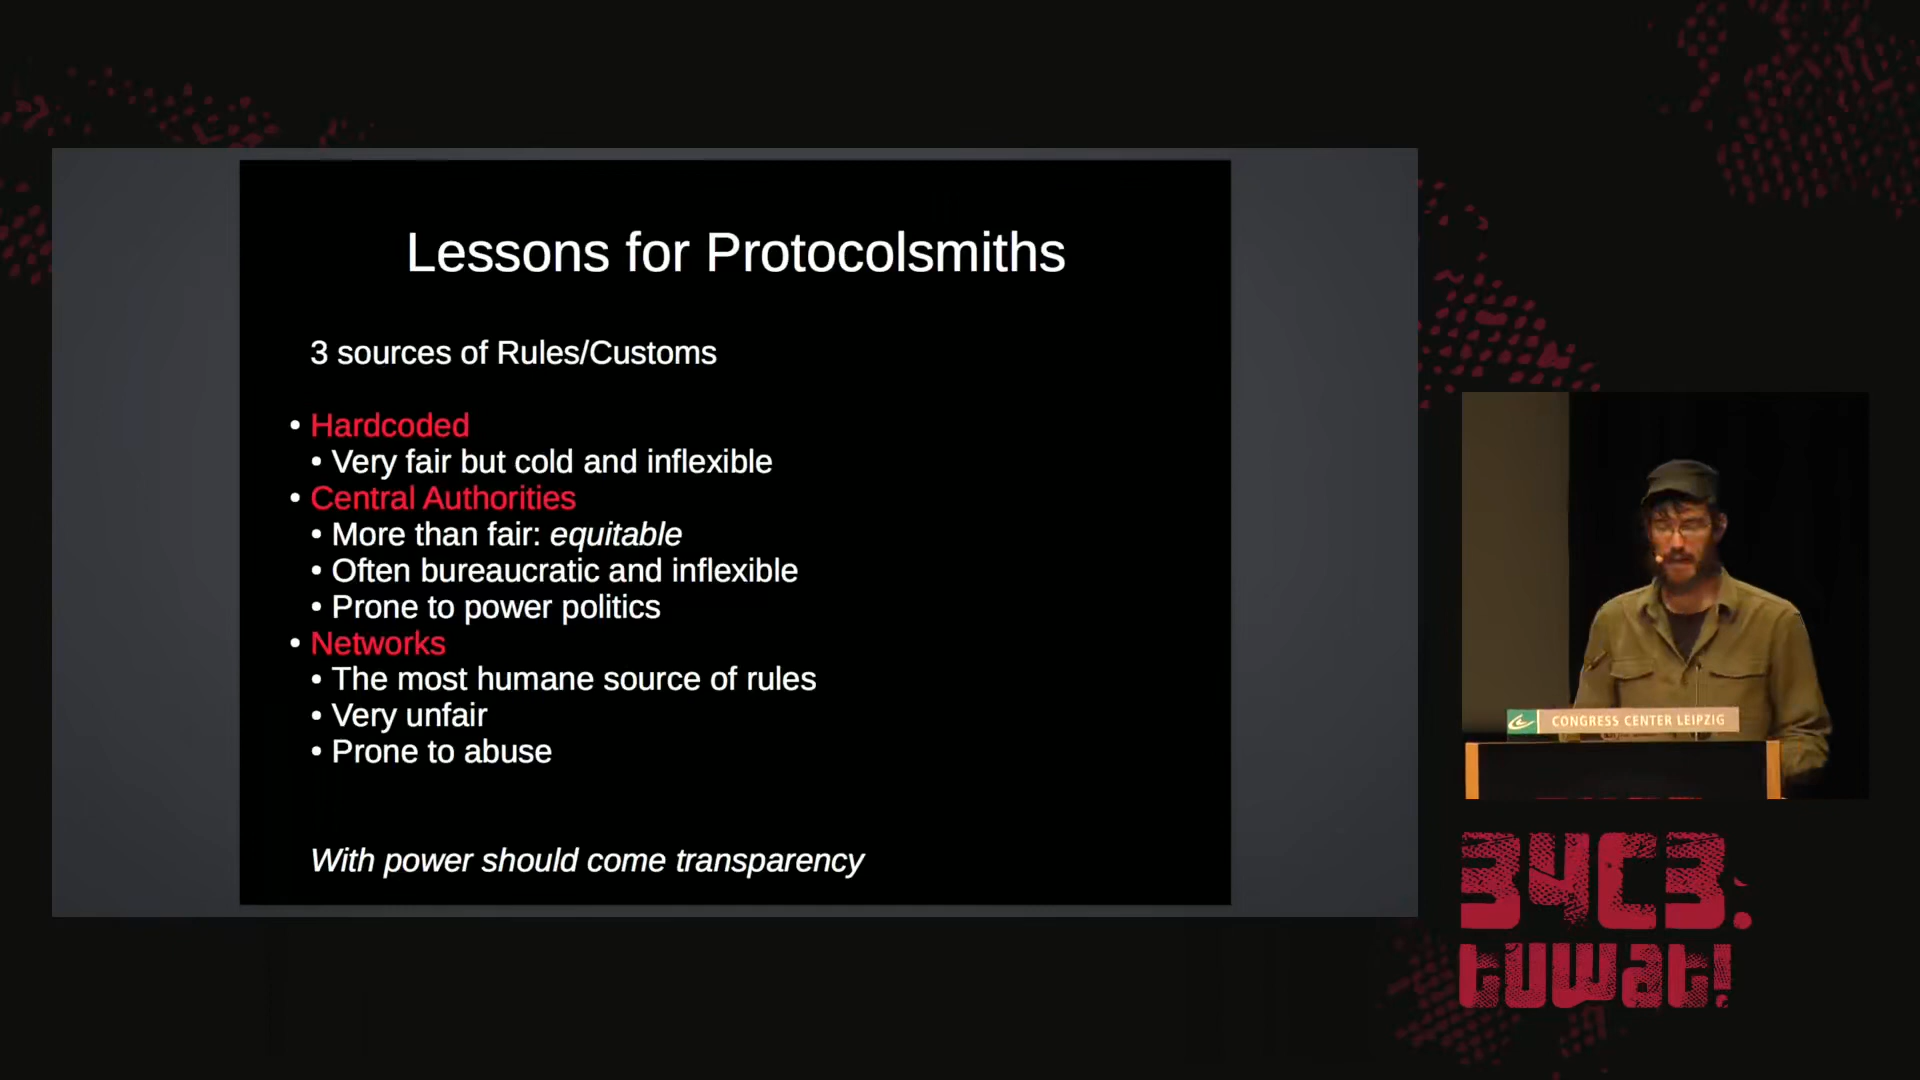 Lessons for Protocolsmiths
3 sources of Rules/Customs
• Hardcoded
• Very fair but cold and inflexible
• Central Authorities
• More than fair: equitable
• Often bureaucratic and inflexible
• Prone to power politics
• Networks
• The most humane source of rules
• Very unfair
• Prone to abuse
With power should come transparency
CONGRESS CENTER LEIPZIG
34C3.
tuwat!